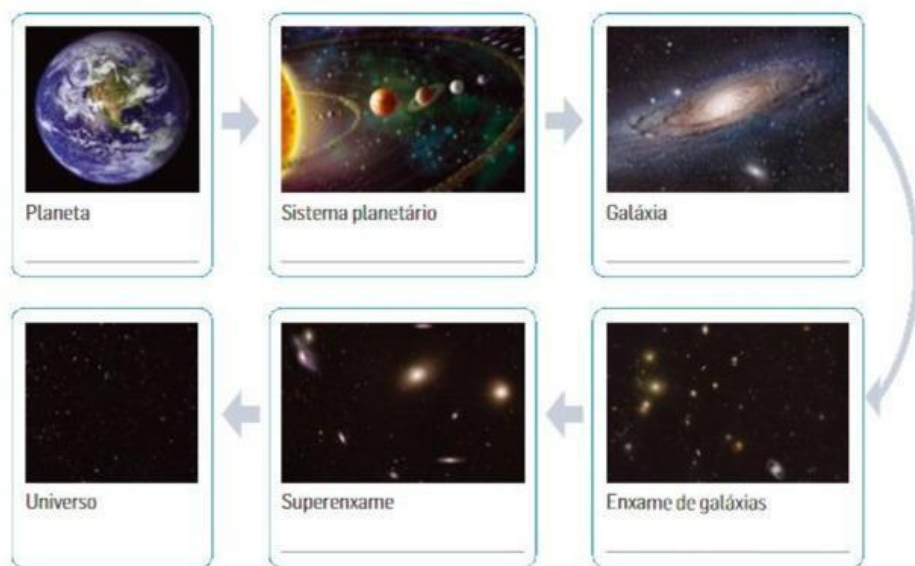 Planeta
Sistema planetário
Galáxia
Universo
Superenxame
Enxame de galáxias